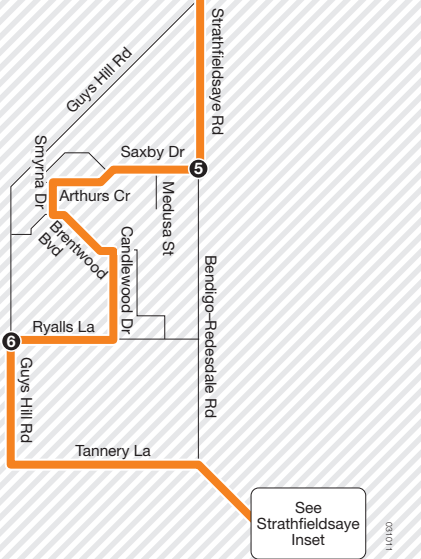 Strathfieldsaye Rd
Guys Hill Rd
Saxby Dr
5
Smyrna Dr
Arthurs Cr
Medusa St
Brentwood
Bvd
Candlewood Dr
Bendigo–Redesdale Rd
Ryalls La
6
Guys Hill Rd
Tannery La
See
Strathfieldsaye
Inset
031011